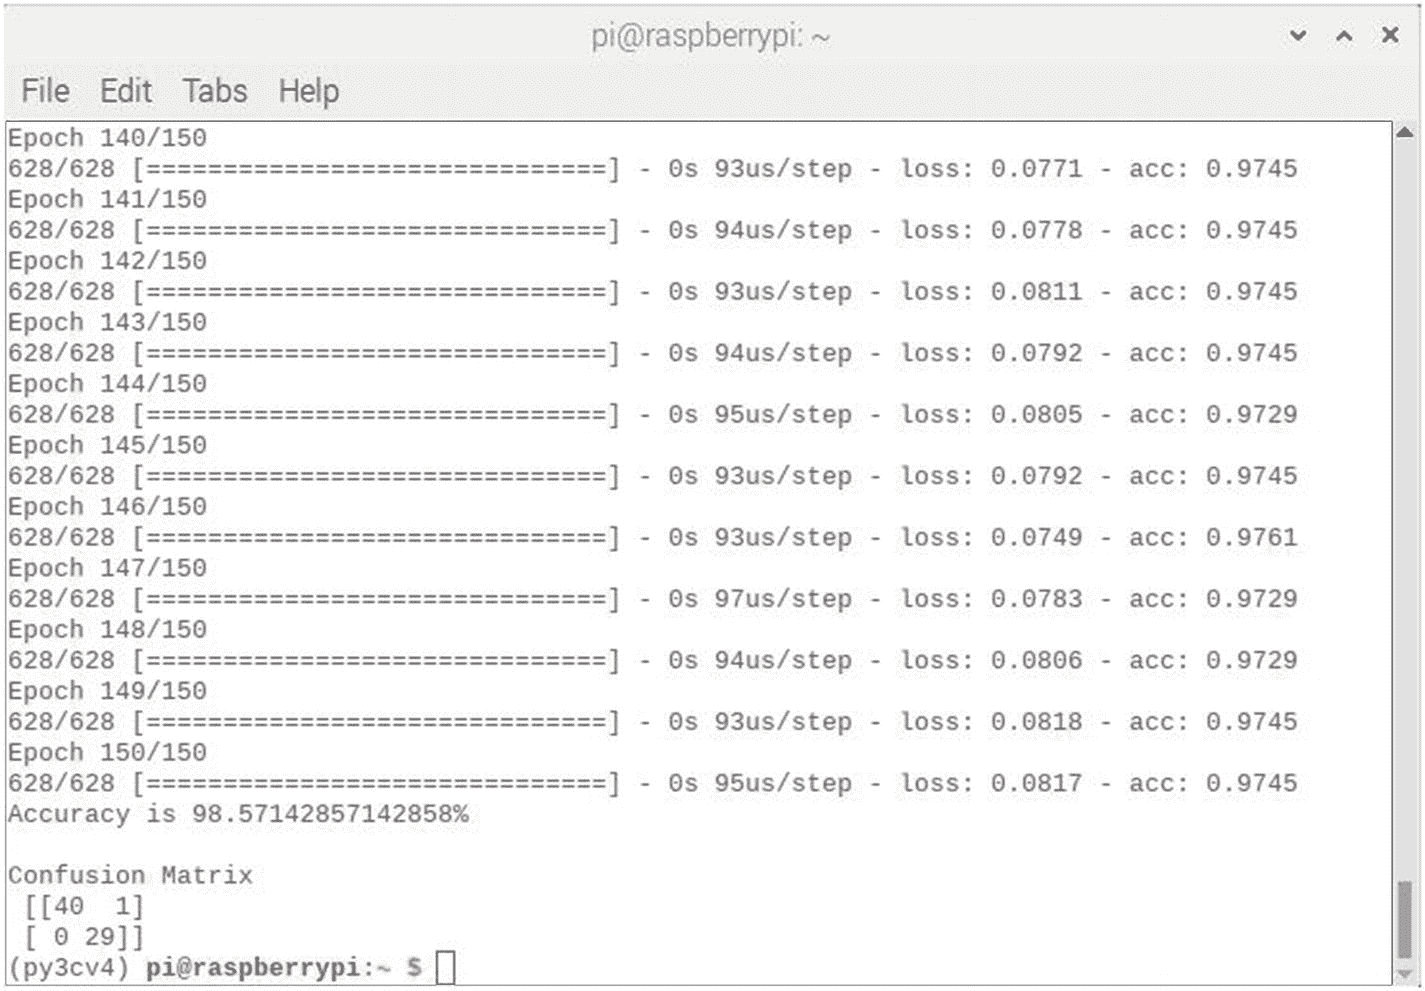 pi@raspberrypi: ~
File Edit Tabs Help
Epoch 140/150
628/628 [==============================] - 0s 93us/step - loss: 0.0771 - acc: 0.9745
Epoch 141/150
628/628 [==============================] - 0s 94us/step - loss: 0.0778 - acc: 0.9745
Epoch 142/150
628/628 [==============================] - 0s 93us/step - loss: 0.0811 - acc: 0.9745
Epoch 143/150
628/628 [==============================] - 0s 94us/step - loss: 0.0792 - acc: 0.9745
Epoch 144/150
628/628 [==============================] - 0s 95us/step - loss: 0.0805 - acc: 0.9729
Epoch 145/150
628/628 [==============================] - 0s 93us/step - loss: 0.0792 - acc: 0.9745
Epoch 146/150
628/628 [==============================] - 0s 93us/step - loss: 0.0749 - acc: 0.9761
Epoch 147/150
628/628 [==============================] - 0s 97us/step - loss: 0.0783 - acc: 0.9729
Epoch 148/150
628/628 [==============================] - 0s 94us/step - loss: 0.0806 - acc: 0.9729
Epoch 149/150
628/628 [==============================] - 0s 93us/step - loss: 0.0818 - acc: 0.9745
Epoch 150/150
628/628 [==============================] - 0s 95us/step - loss: 0.0817 - acc: 0.9745
Accuracy is 98.57142857142858%
Confusion Matrix
[[40  1]
[ 0 29]]
(py3cv4) pi@raspberrypi:~ $